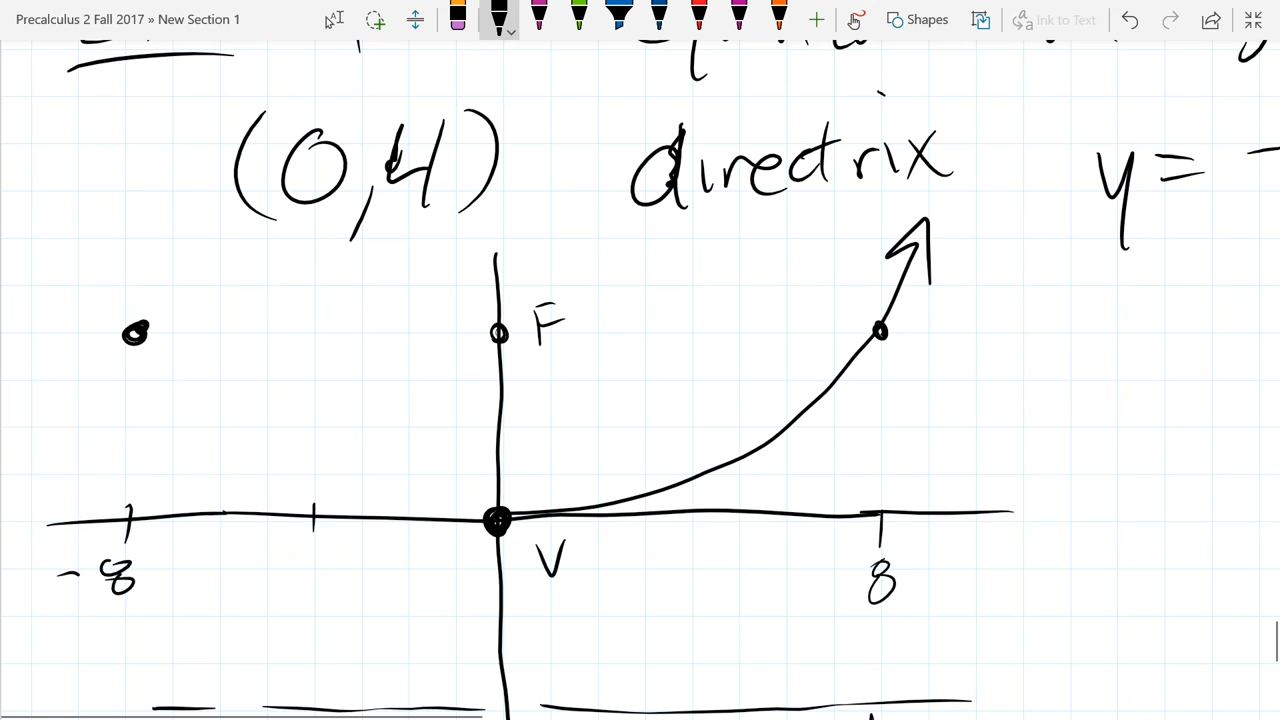 Precalculus 2 Fall 2017 » New Section 1
Shapes
Ink to Text
(0,4) directrix y =
F
V
-8
8